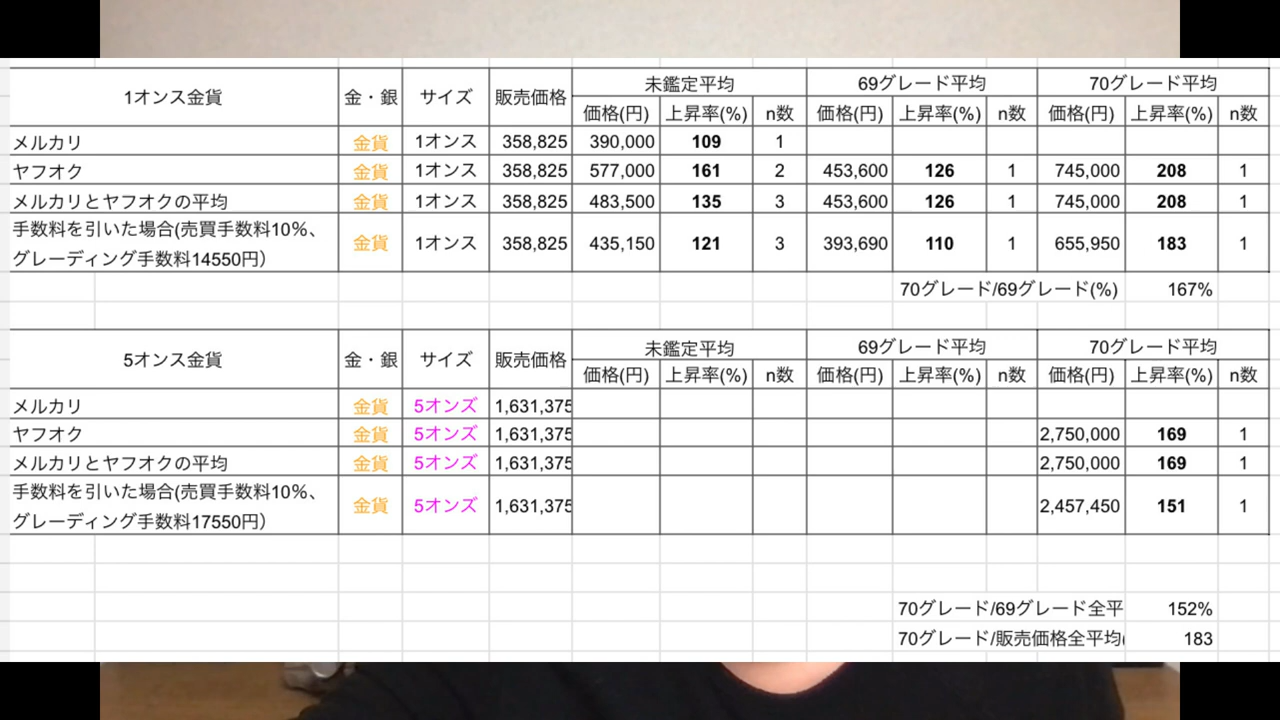 1オンス金貨 金・銀 サイズ 販売価格 未鑑定平均 69グレード平均 70グレード平均
価格(円) 上昇率(%) n数 価格(円) 上昇率(%) n数 価格(円) 上昇率(%) n数
メルカリ 金貨 1オンス 358,825 390,000 109 1
ヤフオク 金貨 1オンス 358,825 577,000 161 2 453,600 126 1 745,000 208 1
メルカリとヤフオクの平均 金貨 1オンス 358,825 483,500 135 3 453,600 126 1 745,000 208 1
手数料を引いた場合(売買手数料10%、
グレーディング手数料14550円) 金貨 1オンス 358,825 435,150 121 3 393,690 110 1 655,950 183 1
70グレード/69グレード(%) 167%
5オンス金貨 金・銀 サイズ 販売価格 未鑑定平均 69グレード平均 70グレード平均
価格(円) 上昇率(%) n数 価格(円) 上昇率(%) n数 価格(円) 上昇率(%) n数
メルカリ 金貨 5オンズ 1,631,375
ヤフオク 金貨 5オンズ 1,631,375 2,750,000 169 1
メルカリとヤフオクの平均 金貨 5オンズ 1,631,375 2,750,000 169 1
手数料を引いた場合(売買手数料10%、
グレーディング手数料17550円) 金貨 5オンズ 1,631,375 2,457,450 151 1
70グレード/69グレード全平 152%
70グレード/販売価格全平均( 183